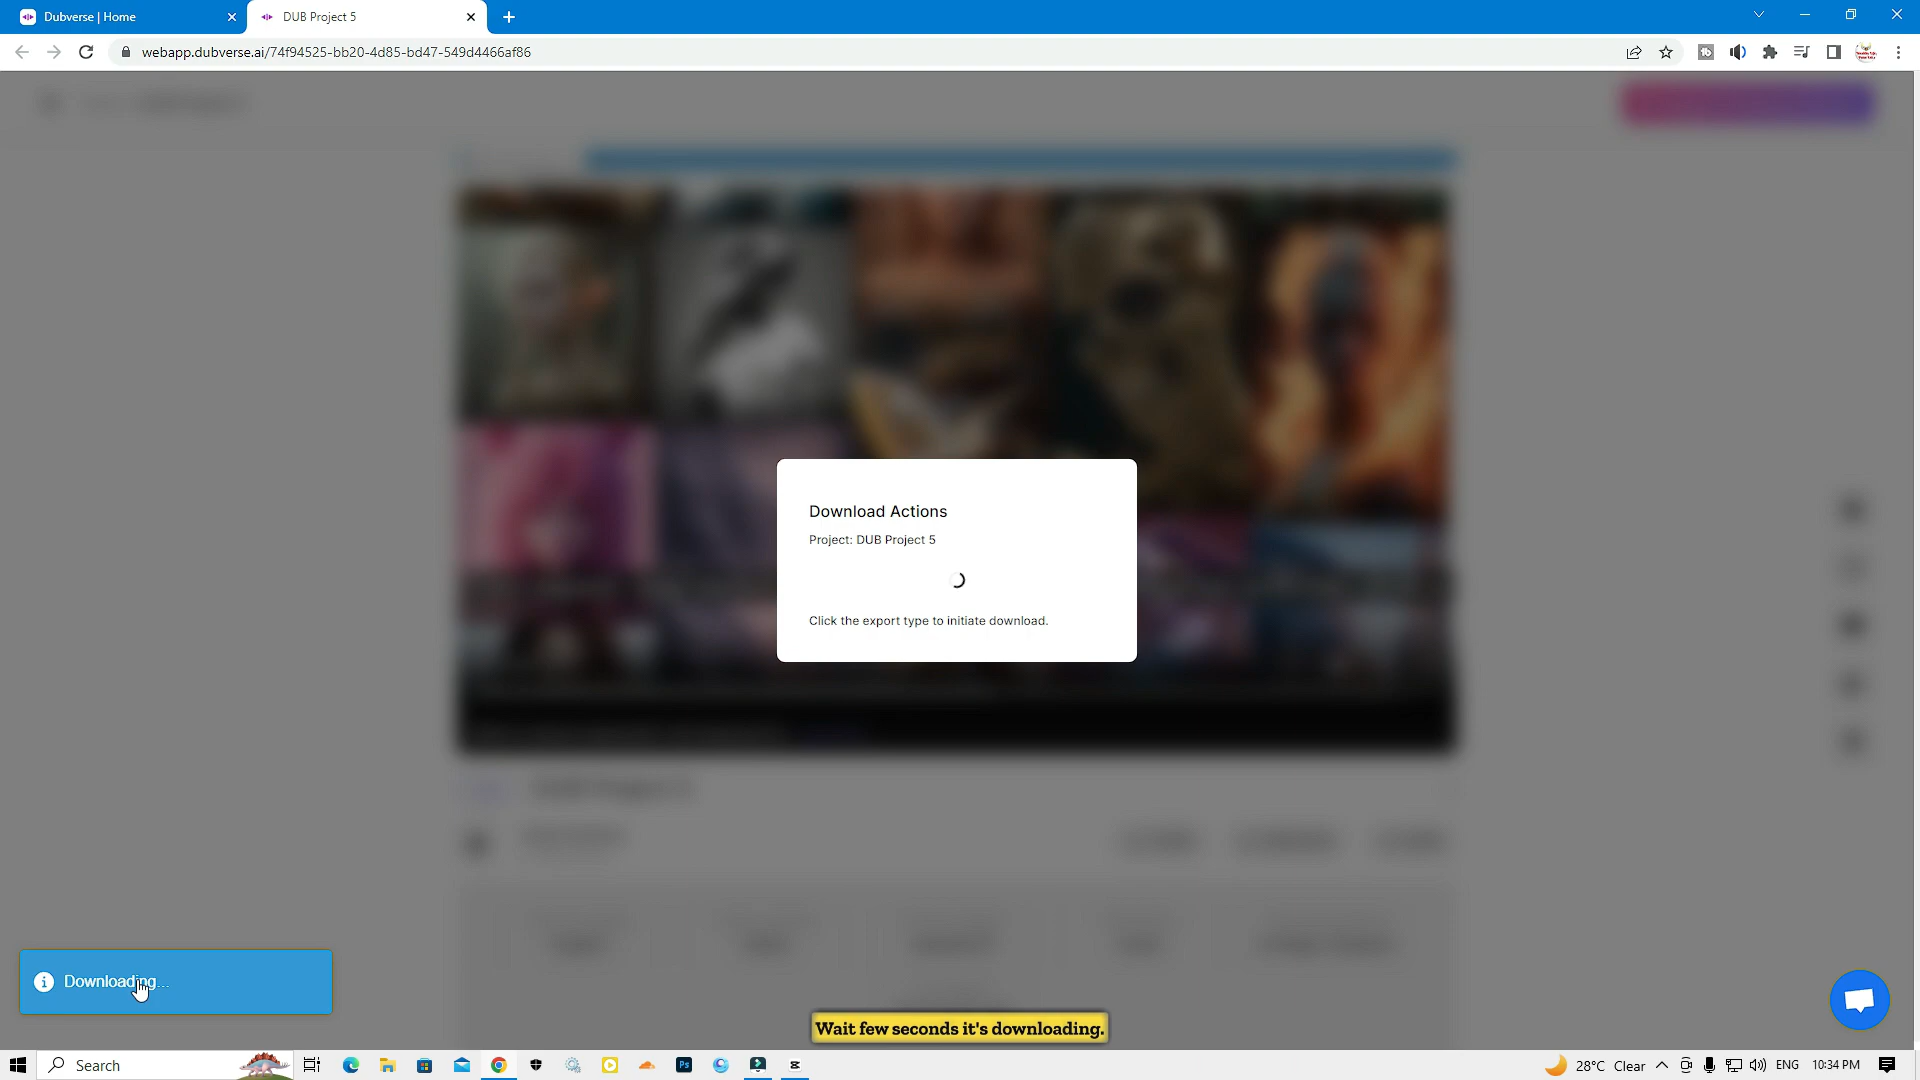 Dubverse | Home
DUB Project 5
webapp.dubverse.ai/74f94525-bb20-4d85-bd47-549d4466af86
Download Actions
Project: DUB Project 5
Click the export type to initiate download.
Downloading...
Wait few seconds it's downloading.
Search
Ps
28°C Clear
ENG
10:34 PM